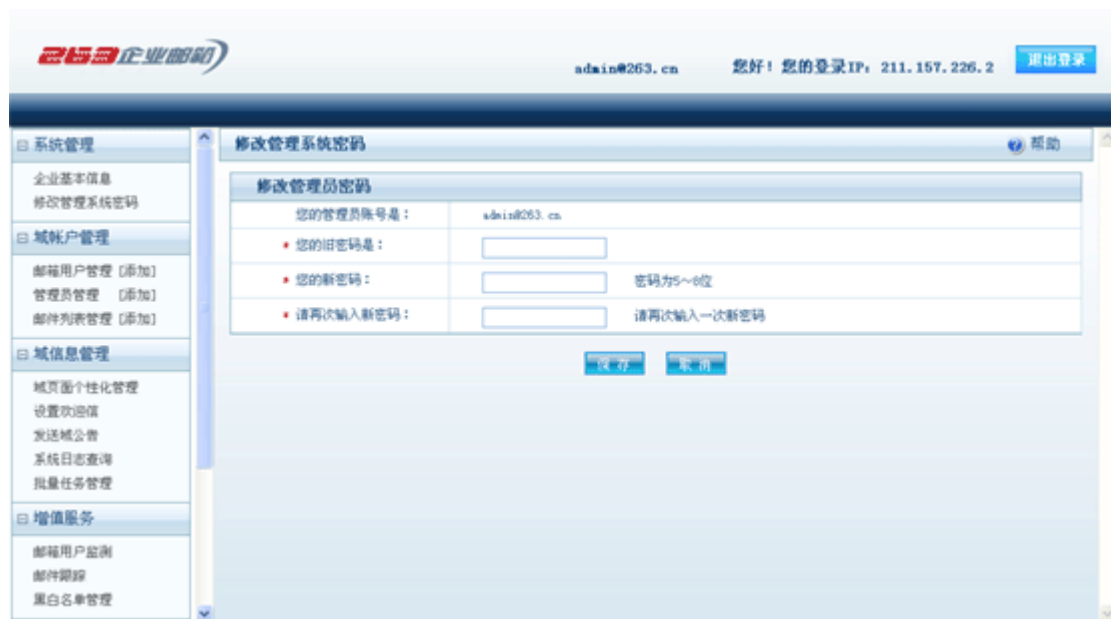 263企业邮箱
admin@263.cn 您好！您的登录IP: 211.157.226.2 退出登录
系统管理
企业基本信息
修改管理系统密码
域帐户管理
邮箱用户管理 [添加]
管理员管理 [添加]
邮件列表管理 [添加]
域信息管理
域页面个性化管理
设置欢迎信
发送域公告
系统日志查询
批量任务管理
增值服务
邮箱用户监测
邮件跟踪
黑白名单管理
修改管理系统密码 帮助
修改管理员密码
您的管理员账号是： admin@263.cn
* 您的旧密码是：
* 您的新密码： 密码为5～8位
* 请再次输入新密码： 请再次输入一次新密码
保 存 取 消